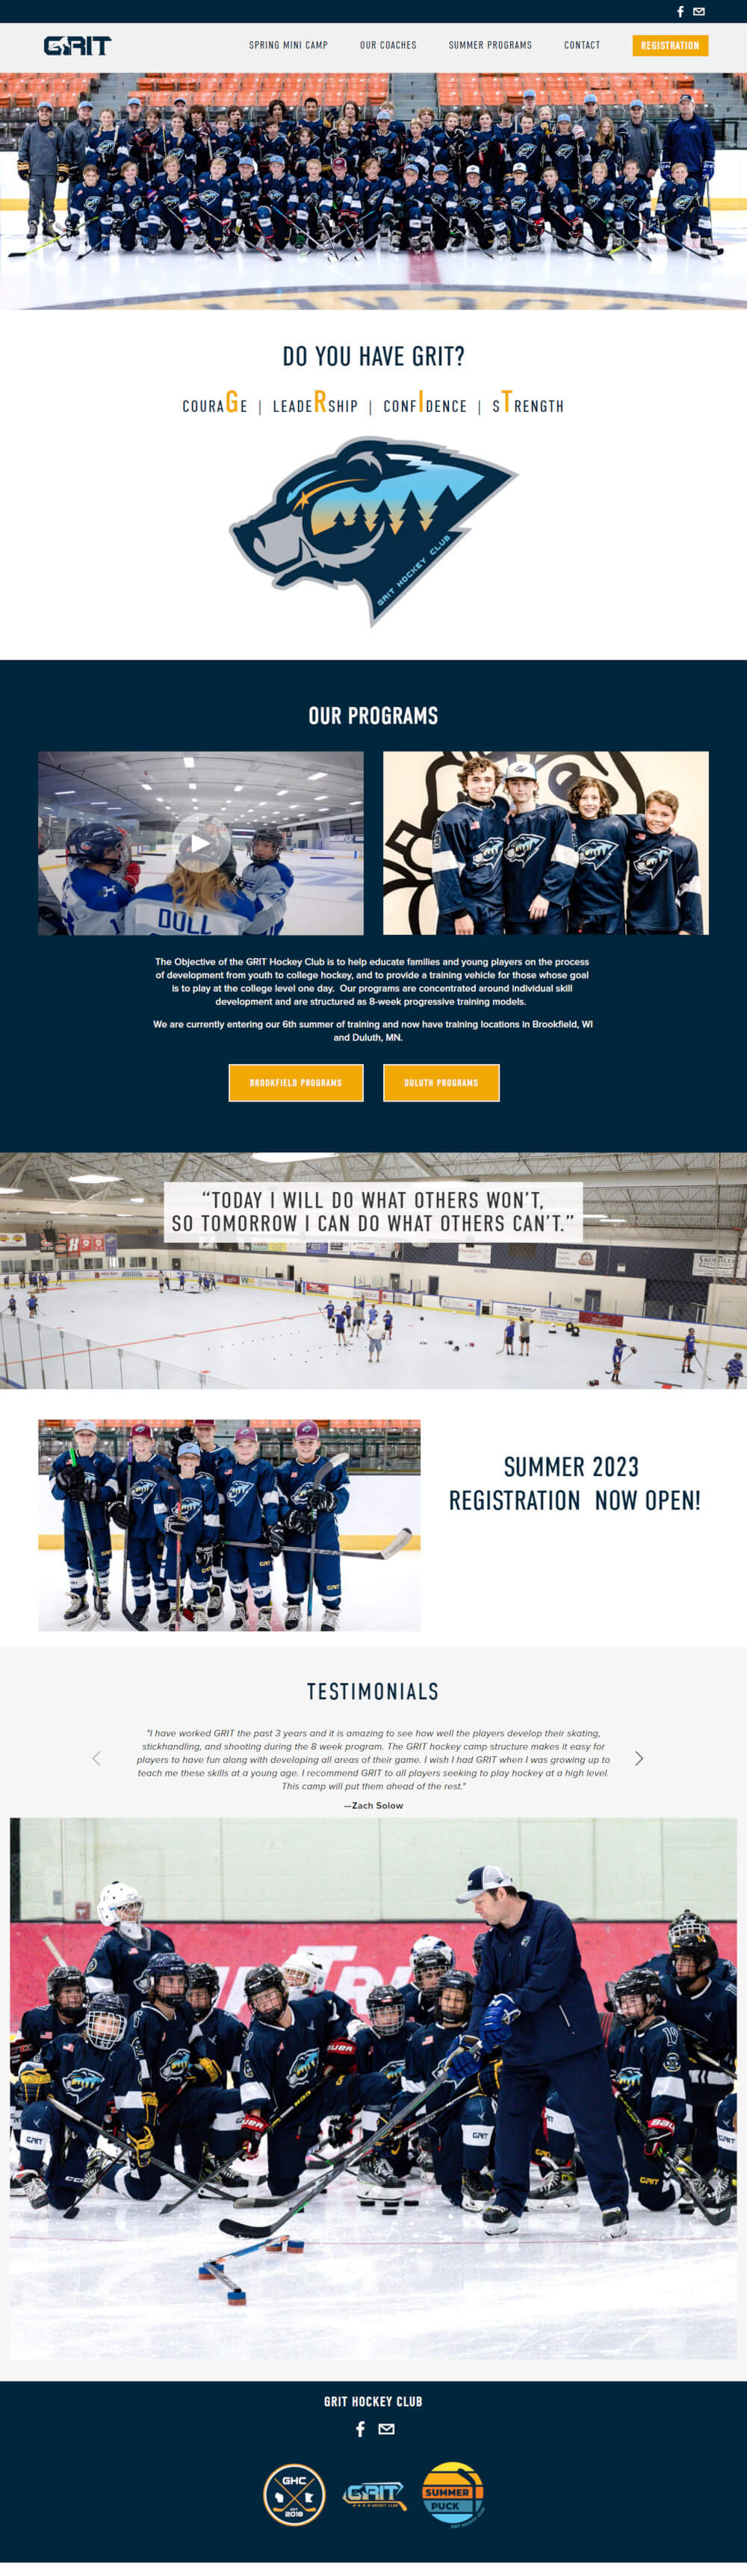 GRIT
SPRING MINI CAMP
OUR COACHES
SUMMER PROGRAMS
CONTACT
REGISTRATION
DO YOU HAVE GRIT?
COURAGE | LEADERSHIP | CONFIDENCE | STRENGTH
GRIT HOCKEY CLUB
OUR PROGRAMS
DULL
The Objective of the GRIT Hockey Club is to help educate families and young players on the process
of development from youth to college hockey, and to provide a training vehicle for those whose goal
is to play at the college level one day. Our programs are concentrated around individual skill
development and are structured as 8-week progressive training models.
We are currently entering our 6th summer of training and now have training locations in Brookfield, WI
and Duluth, MN.
BROOKFIELD PROGRAMS
DULUTH PROGRAMS
“TODAY I WILL DO WHAT OTHERS WON'T,
SO TOMORROW I CAN DO WHAT OTHERS CAN'T.”
SUMMER 2023
REGISTRATION NOW OPEN!
TESTIMONIALS
"I have worked GRIT the past 3 years and it is amazing to see how well the players develop their skating,
stickhandling, and shooting during the 8 week program. The GRIT hockey camp structure makes it easy for
players to have fun along with developing all areas of their game. I wish I had GRIT when I was growing up to
teach me these skills at a young age. I recommend GRIT to all players seeking to play hockey at a high level.
This camp will put them ahead of the rest."
—Zach Solow
GRIT HOCKEY CLUB
GHC
EST
2018
GRIT
HOCKEY CLUB
SUMMER
PUCK